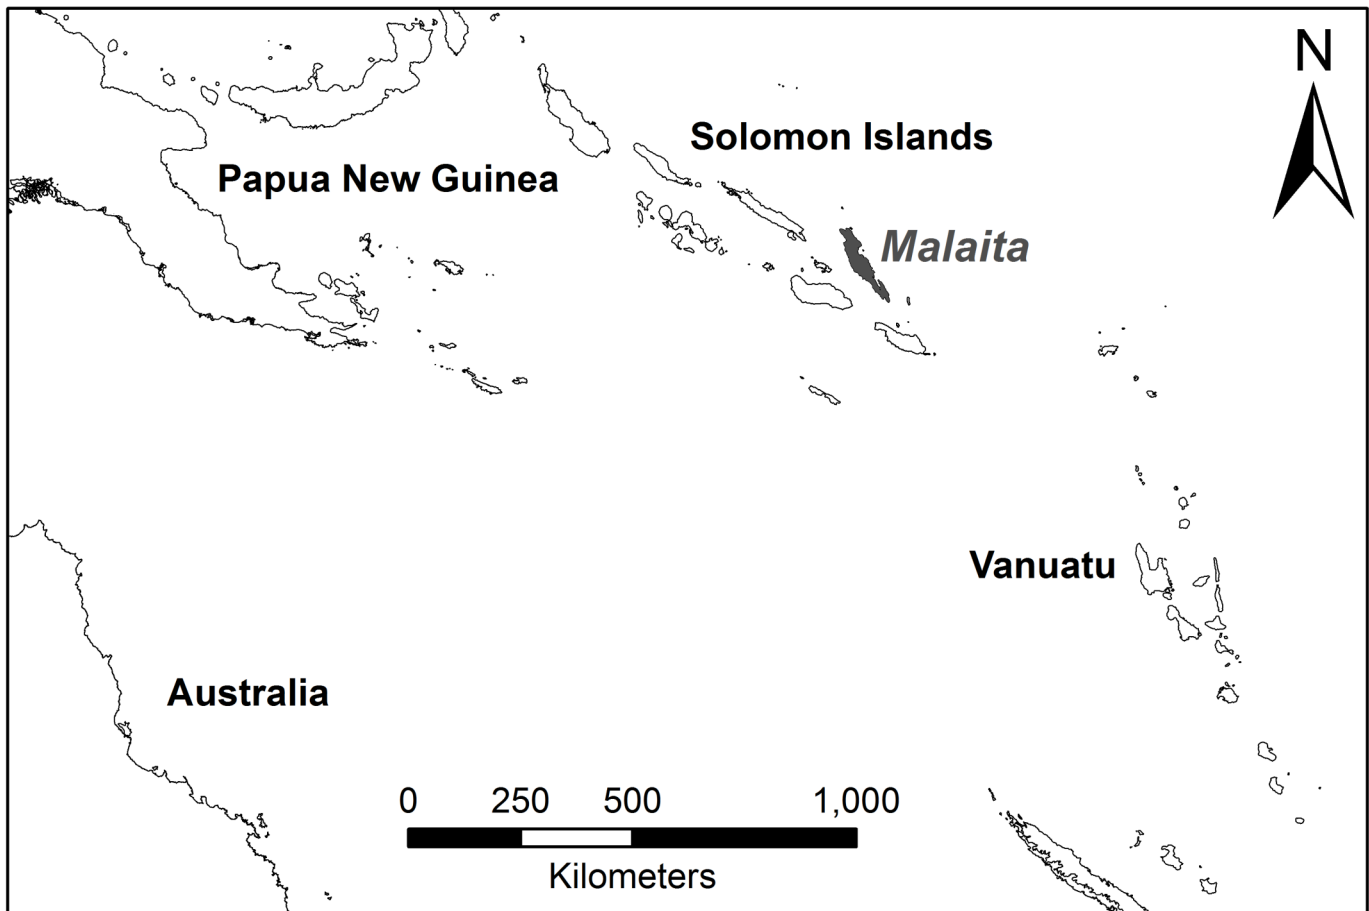 N
Solomon Islands
Papua New Guinea
Malaita
Vanuatu
Australia
0 250 500 1,000
Kilometers